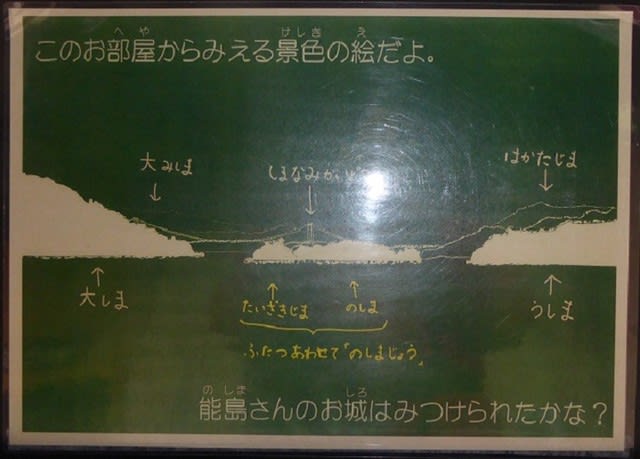 このお部屋からみえる景色の絵だよ。
大みしま
しまなみか
はかたじま
大しま
たいざきじま
のしま
うしま
ふたつあわせて「のしまじょう」
能島さんのお城はみつけられたかな？